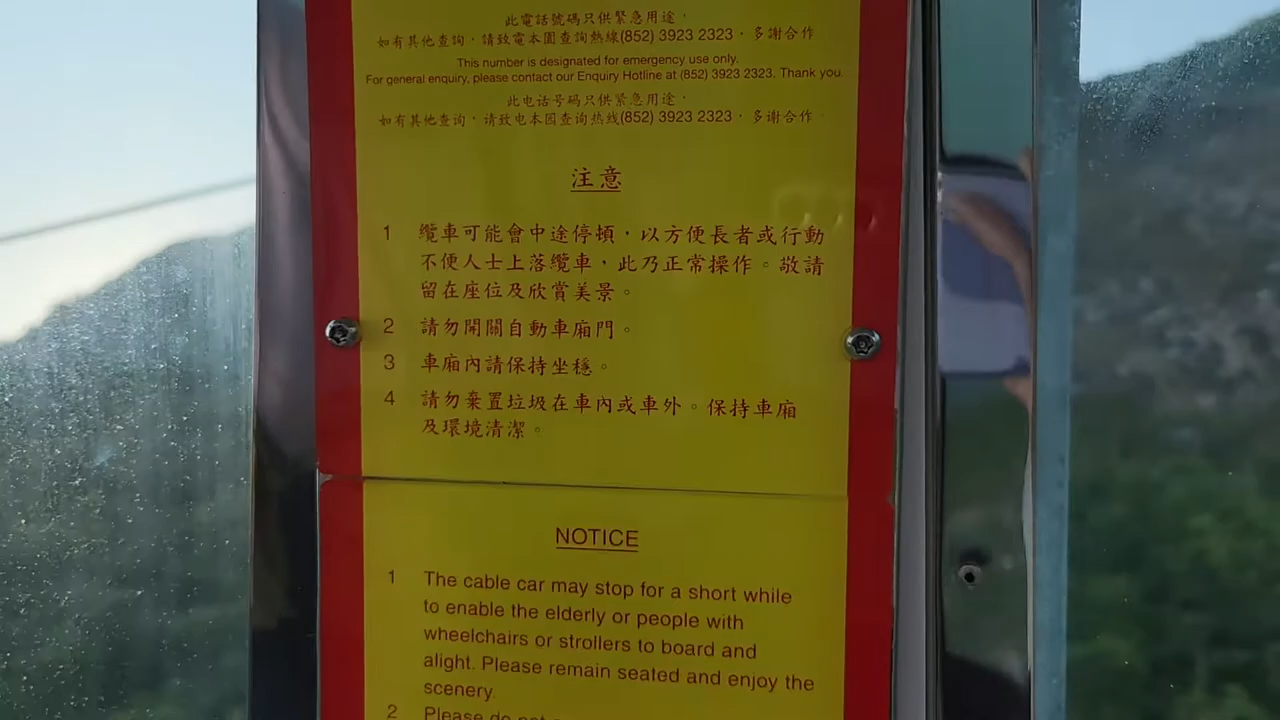 此電話號碼只供緊急用途，
如有其他查詢，請致電本園查詢熱線(852) 3923 2323，多謝合作
This number is designated for emergency use only.
For general enquiry, please contact our Enquiry Hotline at (852) 3923 2323. Thank you.
此电话号码只供紧急用途，
如有其他查询，请致电本园查询热线(852) 3923 2323，多谢合作
注意
1 纜車可能會中途停頓，以方便長者或行動
不便人士上落纜車，此乃正常操作。敬請
留在座位及欣賞美景。
2 請勿開關自動車廂門。
3 車廂內請保持坐穩。
4 請勿棄置垃圾在車內或車外。保持車廂
及環境清潔。
NOTICE
1 The cable car may stop for a short while
to enable the elderly or people with
wheelchairs or strollers to board and
alight. Please remain seated and enjoy the
scenery.
2 Please do not